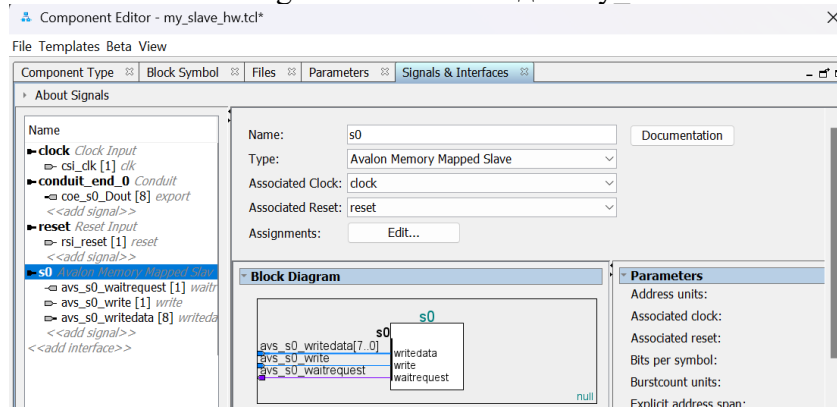 Component Editor - my_slave_hw.tcl*
File Templates Beta View
Component Type Block Symbol Files Parameters Signals & Interfaces
About Signals
Name
clock Clock Input
csi_clk [1] clk
conduit_end_0 Conduit
coe_s0_Dout [8] export
<<add signal>>
reset Reset Input
rsi_reset [1] reset
<<add signal>>
s0 Avalon Memory Mapped Slav
avs_s0_waitrequest [1] waitr
avs_s0_write [1] write
avs_s0_writedata [8] writeda
<<add signal>>
<<add interface>>
Name: s0
Documentation
Type: Avalon Memory Mapped Slave
Associated Clock: clock
Associated Reset: reset
Assignments: Edit...
Block Diagram
s0
s0
avs_s0_writedata[7..0] writedata
avs_s0_write write
avs_s0_waitrequest waitrequest
null
Parameters
Address units:
Associated clock:
Associated reset:
Bits per symbol:
Burstcount units:
Explicit address span: